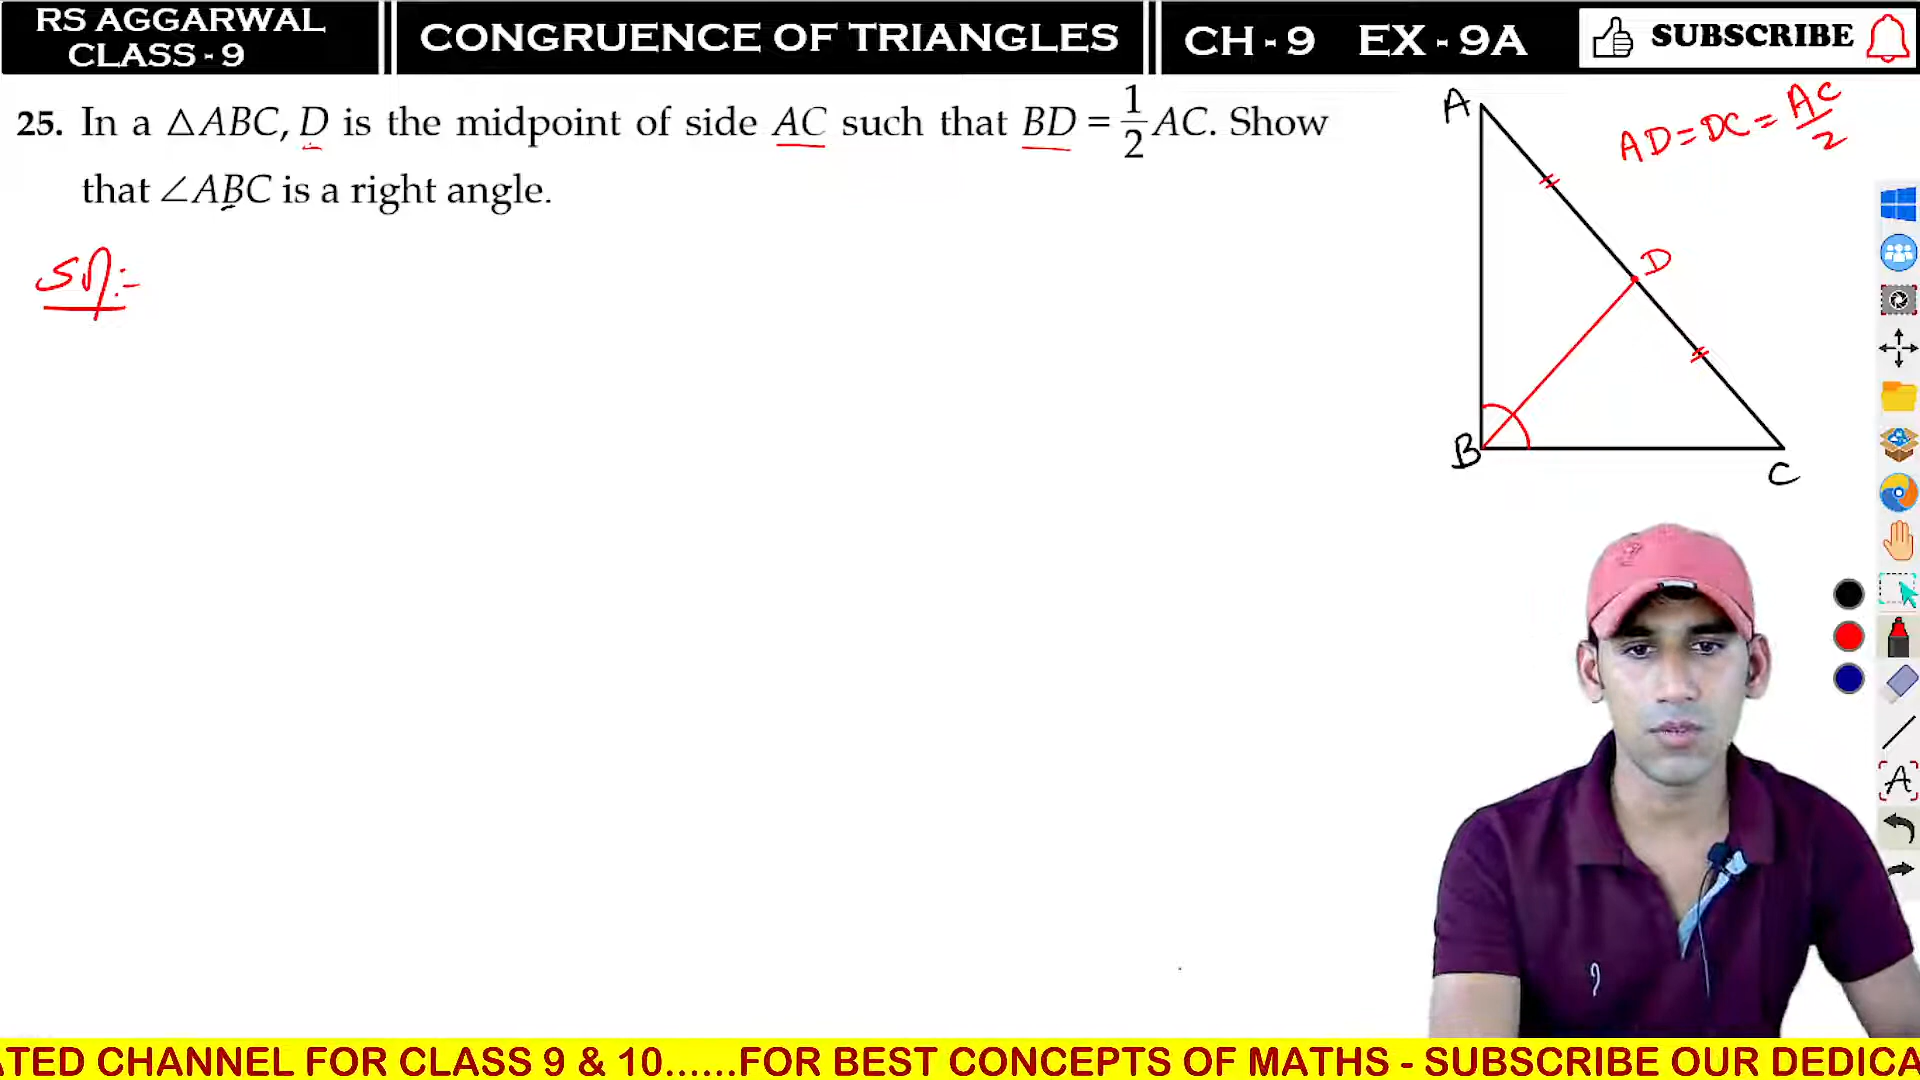 RS AGGARWAL
CLASS - 9
CONGRUENCE OF TRIANGLES
CH - 9 EX - 9A
SUBSCRIBE
25. In a △ABC, D is the midpoint of side AC such that BD = 1/2 AC. Show
that ∠ABC is a right angle.
Sol:-
A
AD = DC = AC/2
D
B
C
A
ATED CHANNEL FOR CLASS 9 & 10......FOR BEST CONCEPTS OF MATHS - SUBSCRIBE OUR DEDICA